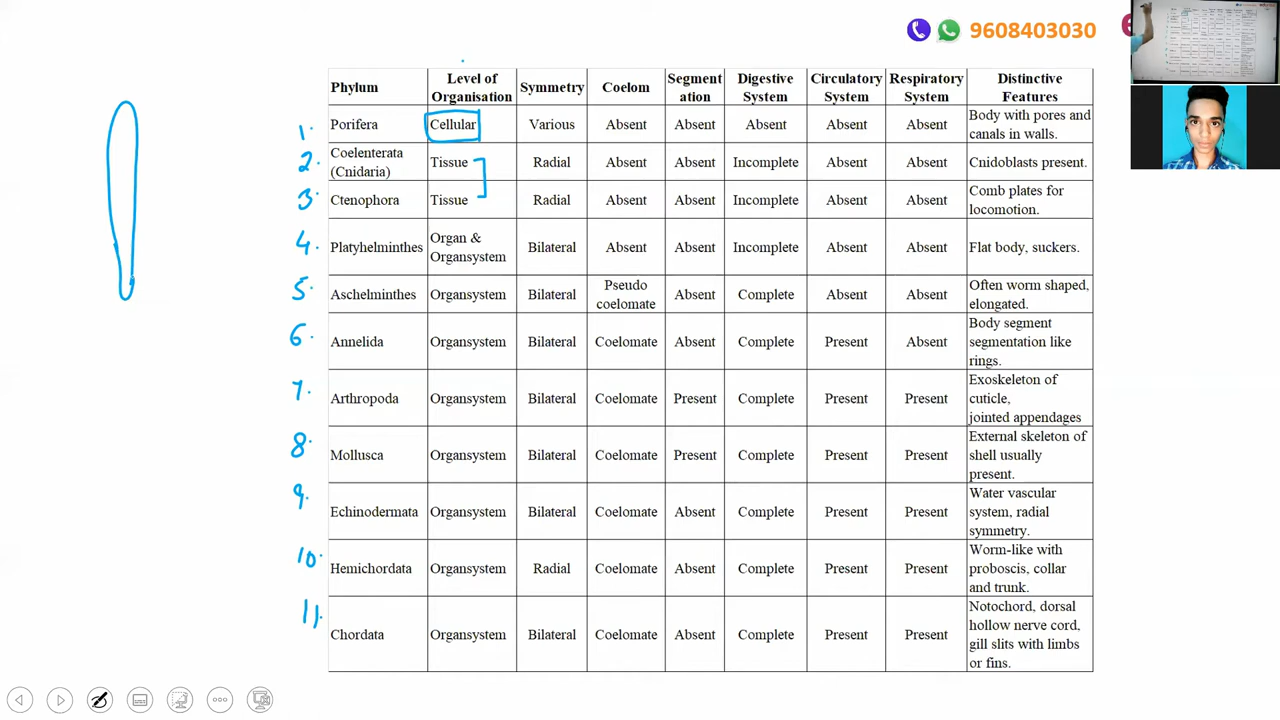 9608403030
Phylum Level of Organisation Symmetry Coelom Segment ation Digestive System Circulatory System Respiratory System Distinctive Features
1. Porifera Cellular Various Absent Absent Absent Absent Absent Body with pores and canals in walls.
2. Coelenterata (Cnidaria) Tissue Radial Absent Absent Incomplete Absent Absent Cnidoblasts present.
3. Ctenophora Tissue Radial Absent Absent Incomplete Absent Absent Comb plates for locomotion.
4. Platyhelminthes Organ & Organsystem Bilateral Absent Absent Incomplete Absent Absent Flat body, suckers.
5. Aschelminthes Organsystem Bilateral Pseudo coelomate Absent Complete Absent Absent Often worm shaped, elongated.
6. Annelida Organsystem Bilateral Coelomate Absent Complete Present Absent Body segment segmentation like rings.
7. Arthropoda Organsystem Bilateral Coelomate Present Complete Present Present Exoskeleton of cuticle, jointed appendages
8. Mollusca Organsystem Bilateral Coelomate Present Complete Present Present External skeleton of shell usually present.
9. Echinodermata Organsystem Bilateral Coelomate Absent Complete Present Present Water vascular system, radial symmetry.
10. Hemichordata Organsystem Radial Coelomate Absent Complete Present Present Worm-like with proboscis, collar and trunk.
11. Chordata Organsystem Bilateral Coelomate Absent Complete Present Present Notochord, dorsal hollow nerve cord, gill slits with limbs or fins.